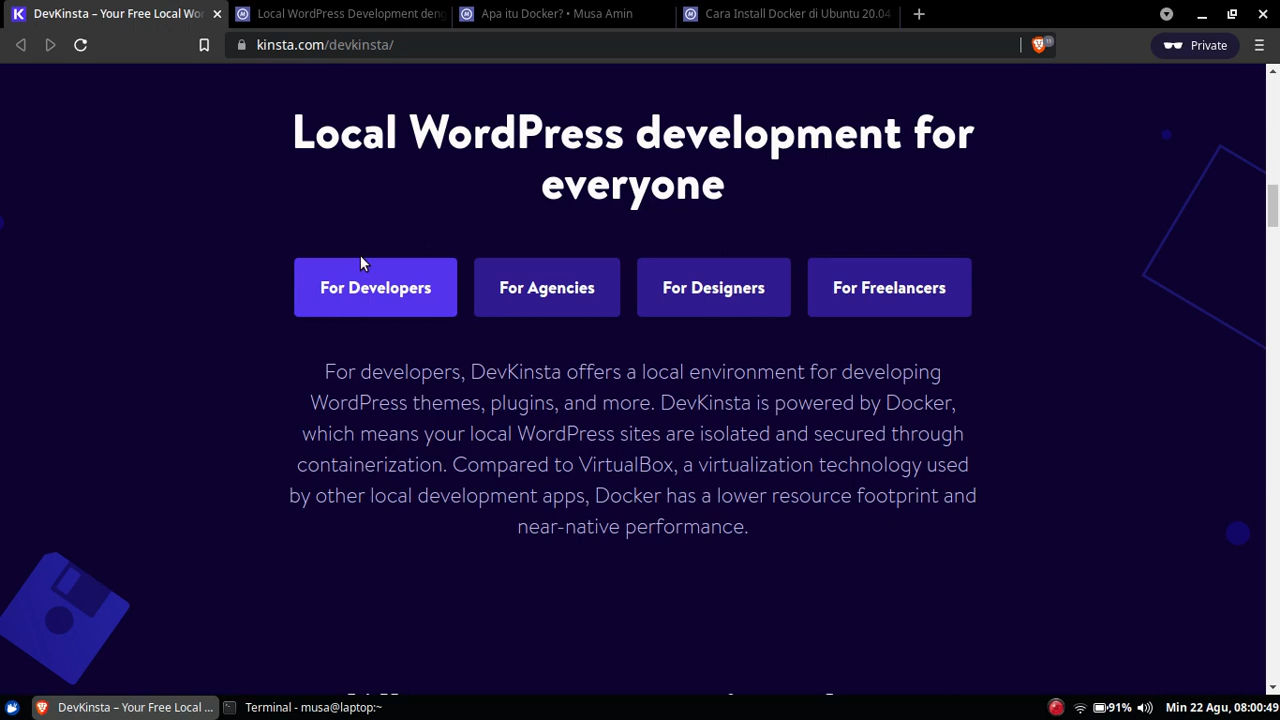 DevKinsta – Your Free Local Wor
Local WordPress Development deng
Apa itu Docker? • Musa Amin
Cara Install Docker di Ubuntu 20.04
kinsta.com/devkinsta/
Private
Local WordPress development for
everyone
For Developers
For Agencies
For Designers
For Freelancers
For developers, DevKinsta offers a local environment for developing
WordPress themes, plugins, and more. DevKinsta is powered by Docker,
which means your local WordPress sites are isolated and secured through
containerization. Compared to VirtualBox, a virtualization technology used
by other local development apps, Docker has a lower resource footprint and
near-native performance.
DevKinsta – Your Free Local ...
Terminal - musa@laptop:~
91%
Min 22 Agu, 08:00:49